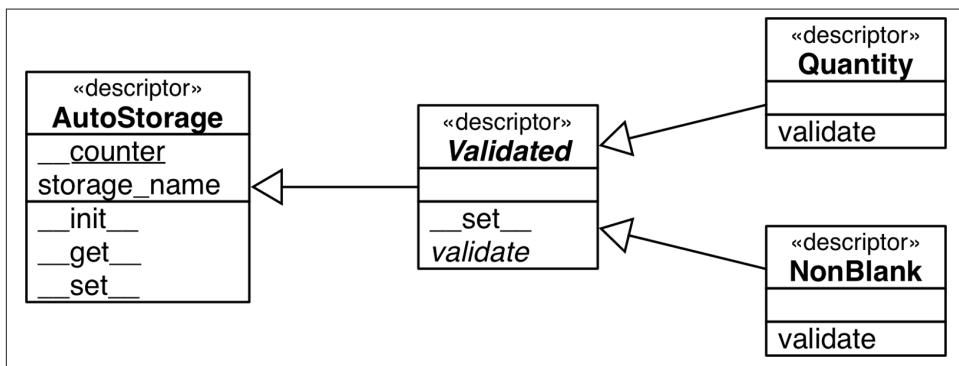 «descriptor»
AutoStorage
__counter
storage_name
__init__
__get__
__set__
«descriptor»
Validated
__set__
validate
«descriptor»
Quantity
validate
«descriptor»
NonBlank
validate